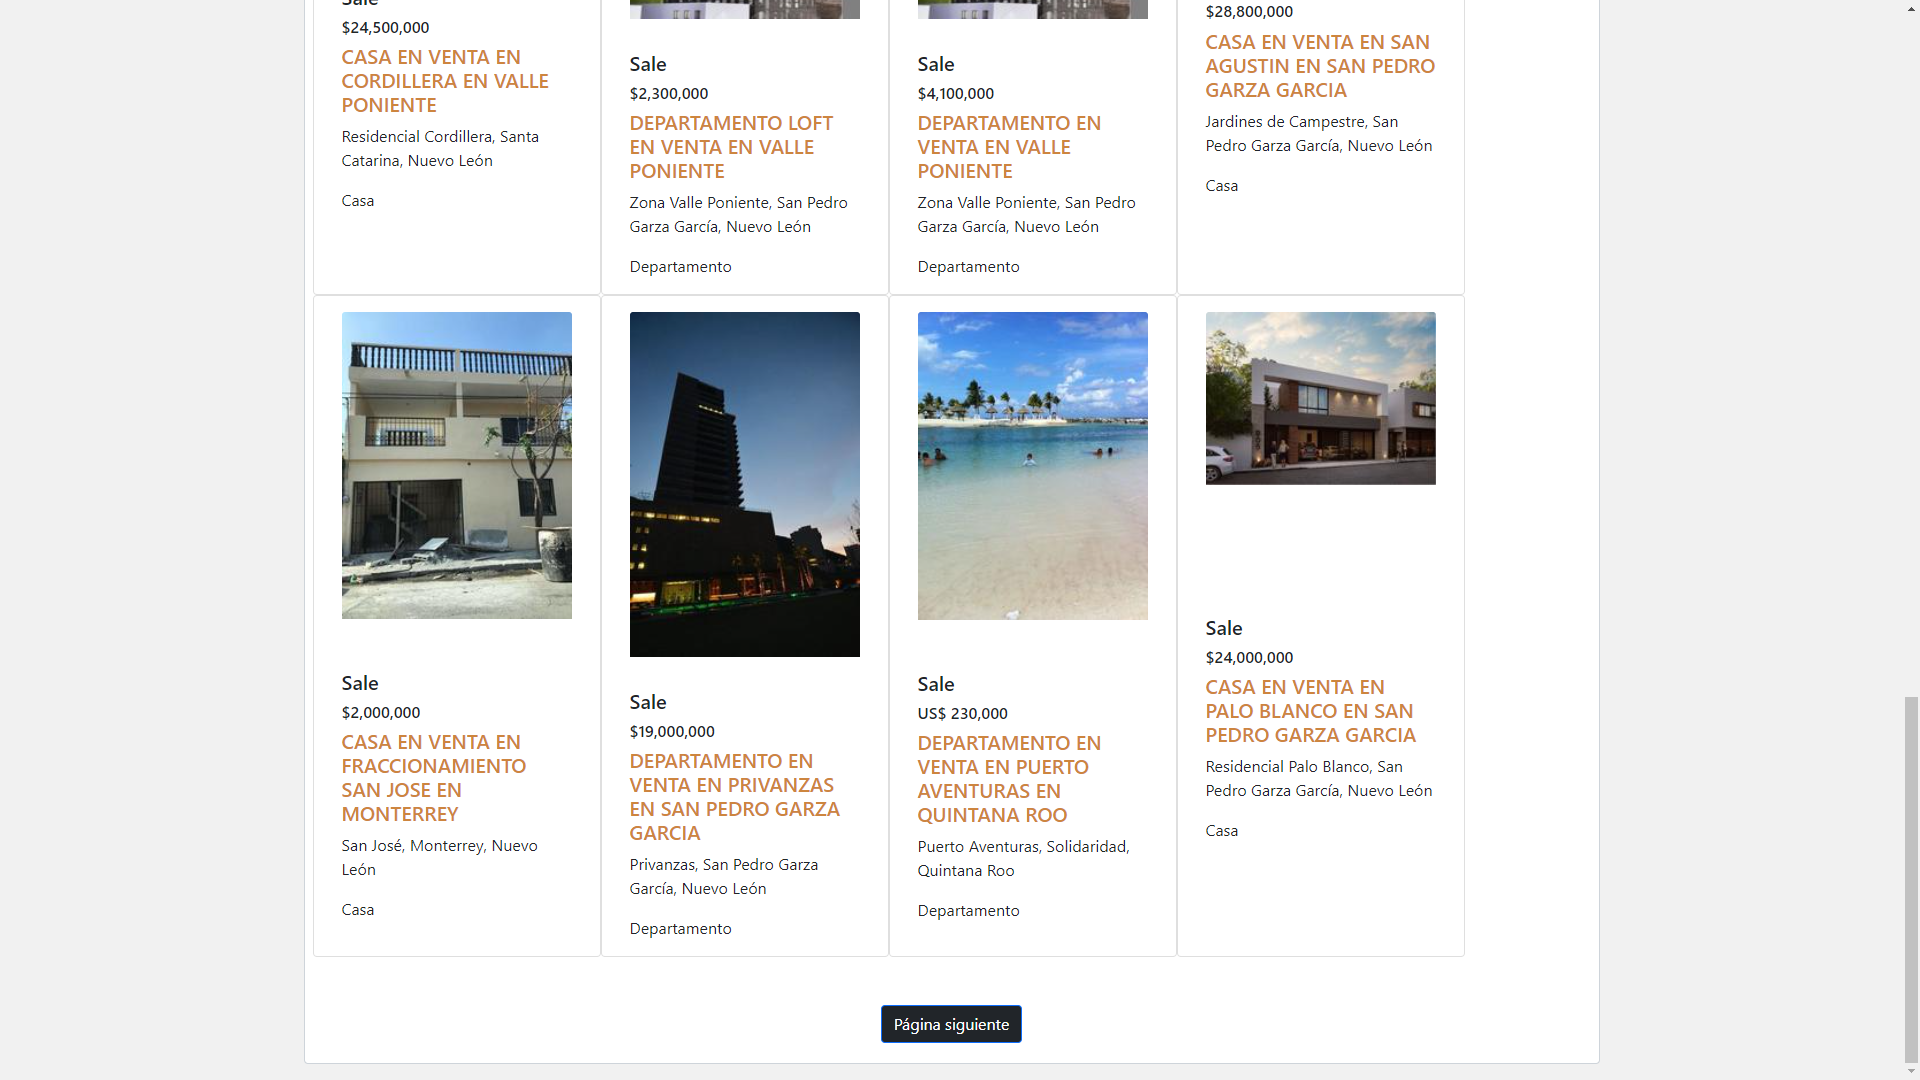 Sale
$24,500,000
CASA EN VENTA EN
CORDILLERA EN VALLE
PONIENTE
Residencial Cordillera, Santa
Catarina, Nuevo León
Casa
Sale
$2,300,000
DEPARTAMENTO LOFT
EN VENTA EN VALLE
PONIENTE
Zona Valle Poniente, San Pedro
Garza García, Nuevo León
Departamento
Sale
$4,100,000
DEPARTAMENTO EN
VENTA EN VALLE
PONIENTE
Zona Valle Poniente, San Pedro
Garza García, Nuevo León
Departamento
$28,800,000
CASA EN VENTA EN SAN
AGUSTIN EN SAN PEDRO
GARZA GARCIA
Jardines de Campestre, San
Pedro Garza García, Nuevo León
Casa
Sale
$2,000,000
CASA EN VENTA EN
FRACCIONAMIENTO
SAN JOSE EN
MONTERREY
San José, Monterrey, Nuevo
León
Casa
Sale
$19,000,000
DEPARTAMENTO EN
VENTA EN PRIVANZAS
EN SAN PEDRO GARZA
GARCIA
Privanzas, San Pedro Garza
García, Nuevo León
Departamento
Sale
US$ 230,000
DEPARTAMENTO EN
VENTA EN PUERTO
AVENTURAS EN
QUINTANA ROO
Puerto Aventuras, Solidaridad,
Quintana Roo
Departamento
Sale
$24,000,000
CASA EN VENTA EN
PALO BLANCO EN SAN
PEDRO GARZA GARCIA
Residencial Palo Blanco, San
Pedro Garza García, Nuevo León
Casa
Página siguiente